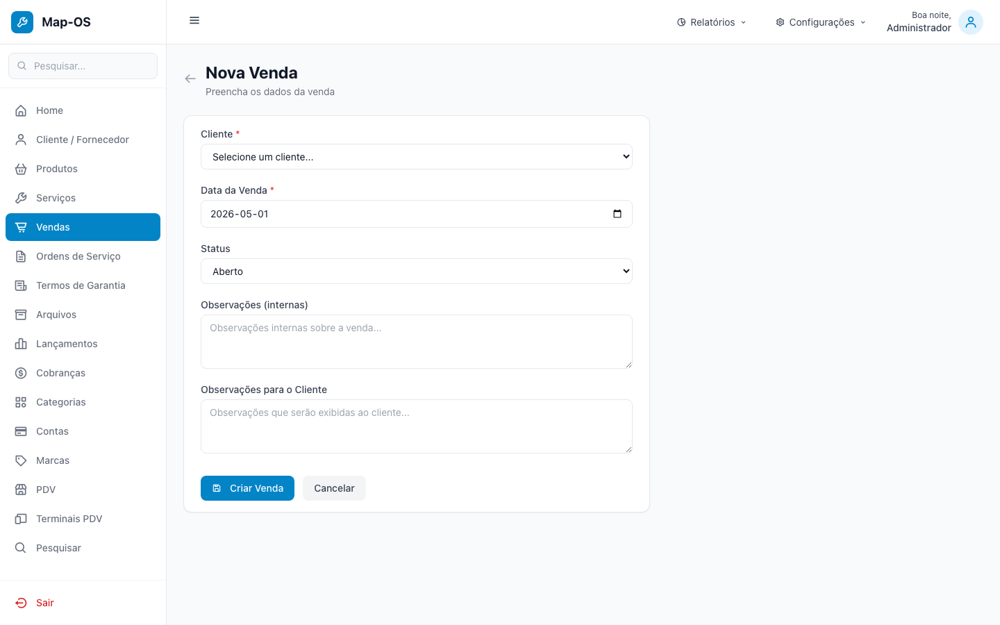 Map-OS
Relatórios
Configurações
Boa noite,
Administrador
Pesquisar...
Home
Cliente / Fornecedor
Produtos
Serviços
Vendas
Ordens de Serviço
Termos de Garantia
Arquivos
Lançamentos
Cobranças
Categorias
Contas
Marcas
PDV
Terminais PDV
Pesquisar
Sair
Nova Venda
Preencha os dados da venda
Cliente *
Selecione um cliente...
Data da Venda *
2026-05-01
Status
Aberto
Observações (internas)
Observações internas sobre a venda...
Observações para o Cliente
Observações que serão exibidas ao cliente...
Criar Venda
Cancelar